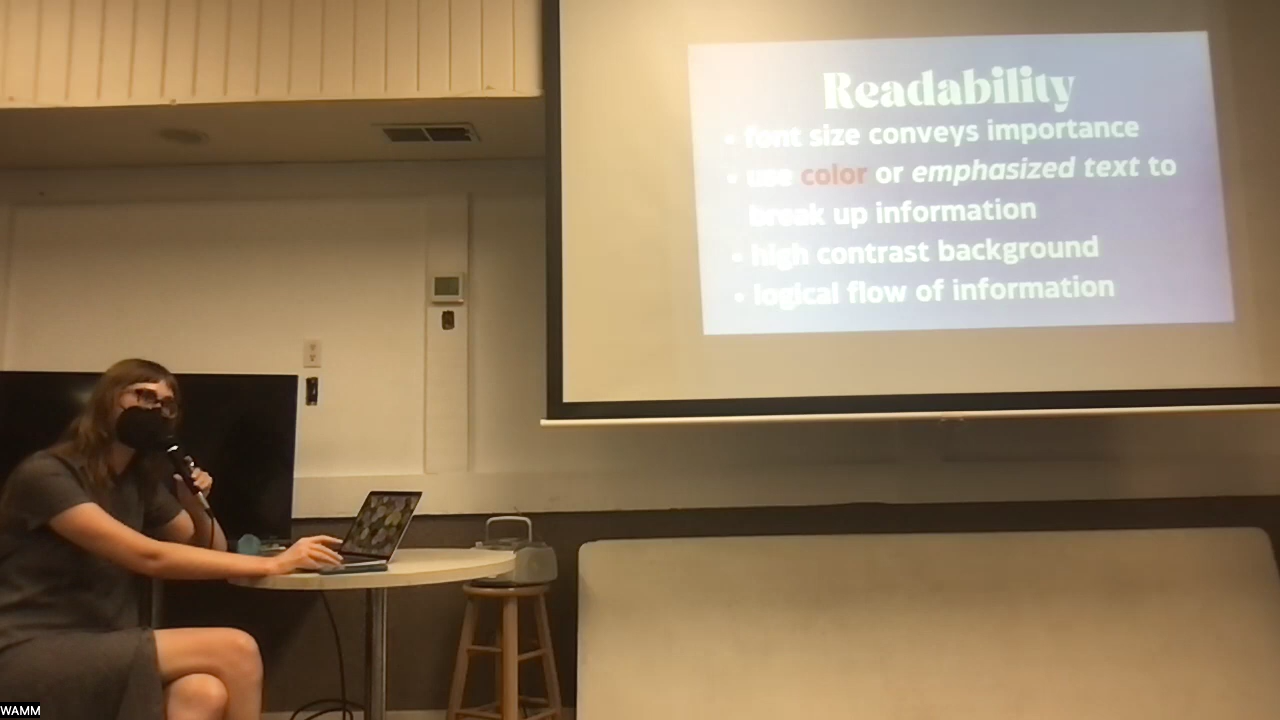 Readability
• font size conveys importance
• use color or emphasized text to
break up information
• high contrast background
• logical flow of information
WAMM